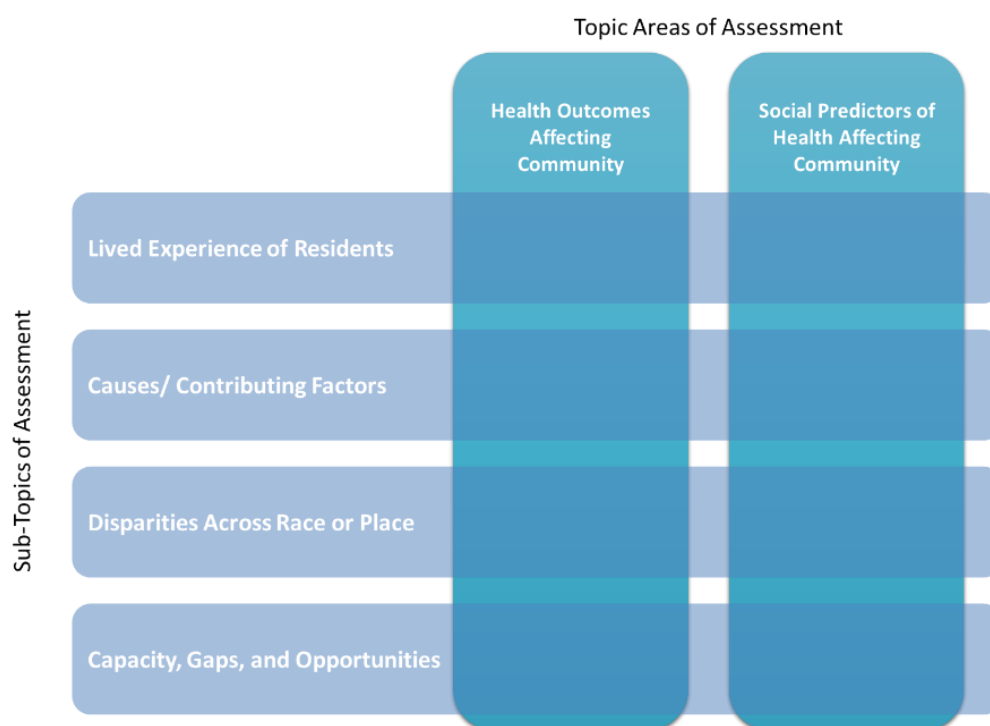 Topic Areas of Assessment
Health Outcomes
Affecting
Community
Social Predictors of
Health Affecting
Community
Sub-Topics of Assessment
Lived Experience of Residents
Causes/ Contributing Factors
Disparities Across Race or Place
Capacity, Gaps, and Opportunities